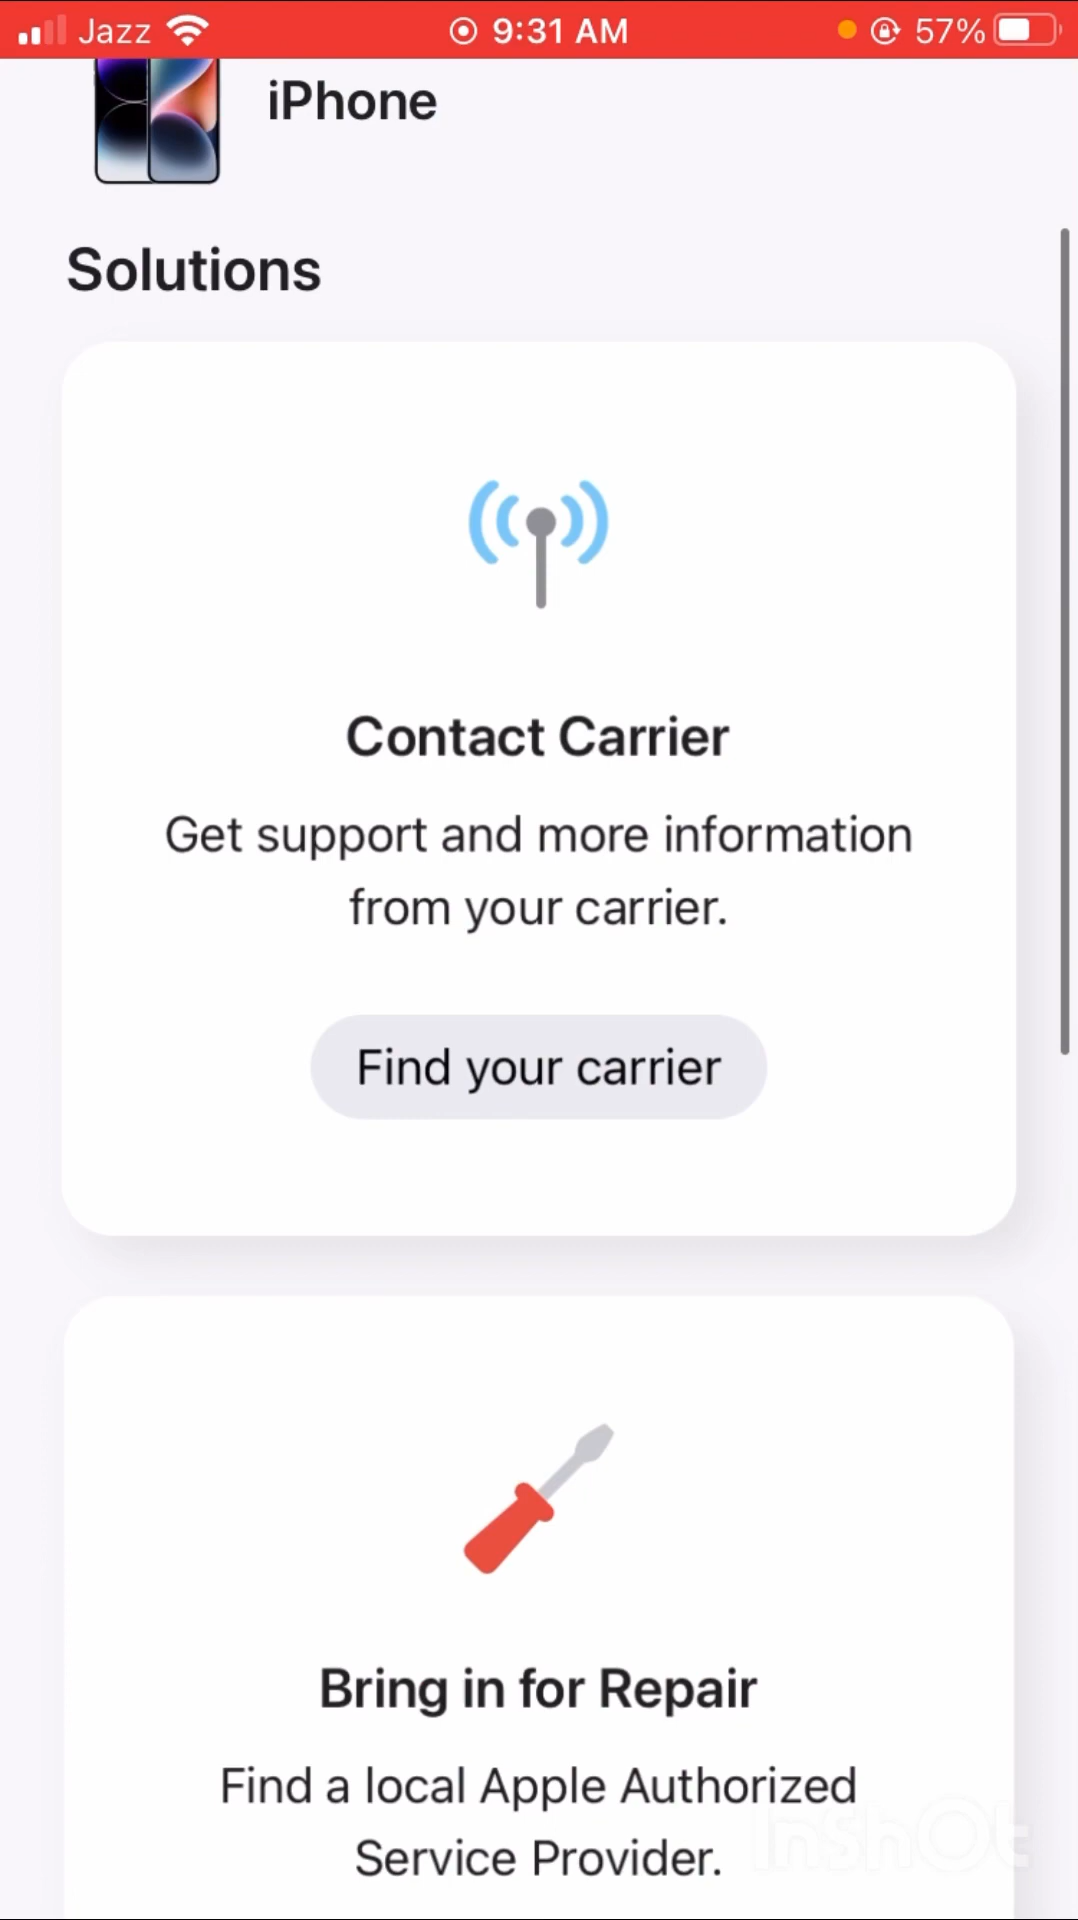 Jazz 9:31 AM 57%
iPhone
Solutions
Contact Carrier
Get support and more information
from your carrier.
Find your carrier
Bring in for Repair
Find a local Apple Authorized
Service Provider.
InShOt